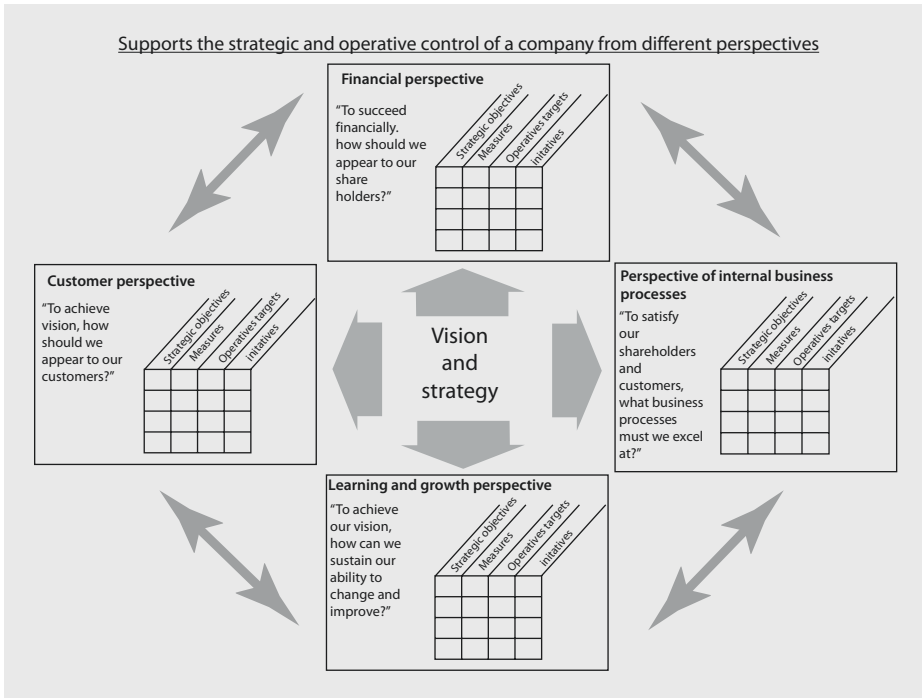 Supports the strategic and operative control of a company from different perspectives
Financial perspective
“To succeed
financially.
how should we
appear to our
share
holders?”
Strategic objectives
Measures
Operatives targets
initatives
Customer perspective
“To achieve
vision, how
should we
appear to our
customers?”
Strategic objectives
Measures
Operatives targets
initatives
Vision
and
strategy
Perspective of internal business
processes
“To satisfy
our
shareholders
and
customers,
what business
processes
must we excel
at?”
Strategic objectives
Measures
Operatives targets
initatives
Learning and growth perspective
“To achieve
our vision,
how can we
sustain our
ability to
change and
improve?”
Strategic objectives
Measures
Operatives targets
initatives